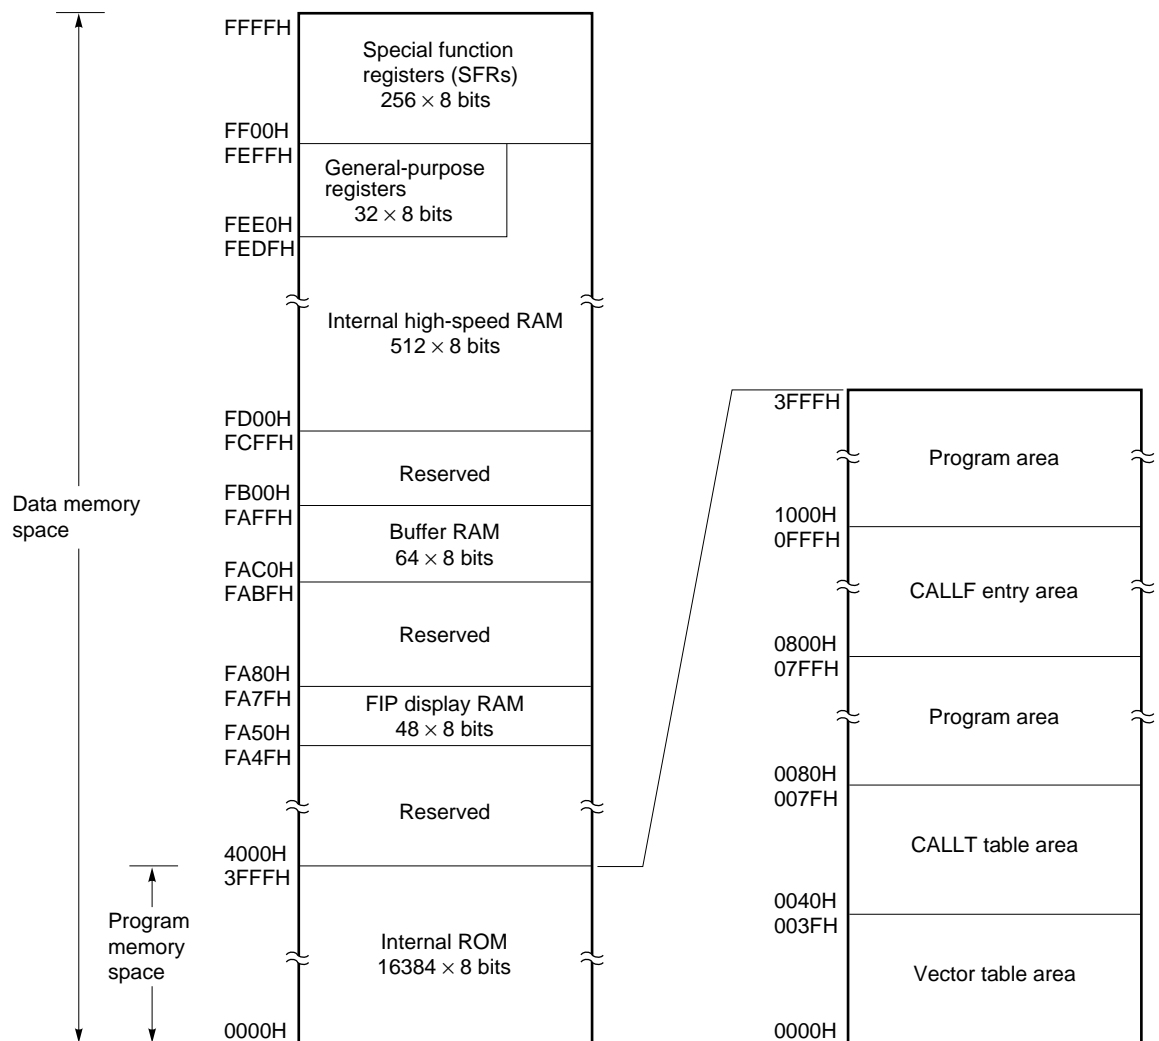 FFFFH
Special function
registers (SFRs)
256 × 8 bits
FF00H
FEFFH
General-purpose
registers
32 × 8 bits
FEE0H
FEDFH
Internal high-speed RAM
512 × 8 bits
FD00H
FCFFH
Reserved
Data memory
space
FB00H
FAFFH
Buffer RAM
64 × 8 bits
FAC0H
FABFH
Reserved
FA80H
FA7FH
FIP display RAM
48 × 8 bits
FA50H
FA4FH
Reserved
4000H
3FFFH
Program
memory
space
Internal ROM
16384 × 8 bits
0000H
3FFFH
Program area
1000H
0FFFH
CALLF entry area
0800H
07FFH
Program area
0080H
007FH
CALLT table area
0040H
003FH
Vector table area
0000H